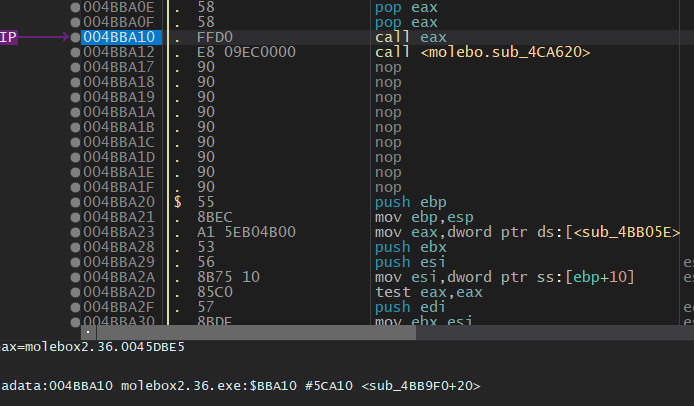 004BBA0E . 58 pop eax
004BBA0F . 58 pop eax
IP 004BBA10 . FFD0 call eax
004BBA12 . E8 09EC0000 call <molebo.sub_4CA620>
004BBA17 . 90 nop
004BBA18 . 90 nop
004BBA19 . 90 nop
004BBA1A . 90 nop
004BBA1B . 90 nop
004BBA1C . 90 nop
004BBA1D . 90 nop
004BBA1E . 90 nop
004BBA1F . 90 nop
004BBA20 $ 55 push ebp
004BBA21 . 8BEC mov ebp,esp
004BBA23 . A1 5EB04B00 mov eax,dword ptr ds:[<sub_4BB05E>
004BBA28 . 53 push ebx
004BBA29 . 56 push esi
004BBA2A . 8B75 10 mov esi,dword ptr ss:[ebp+10]
004BBA2D . 85C0 test eax,eax
004BBA2F . 57 push edi
004BBA30 . 8BDE mov ebx,esi
ax=molebox2.36.0045DBE5
adata:004BBA10 molebox2.36.exe:$BBA10 #5CA10 <sub_4BB9F0+20>